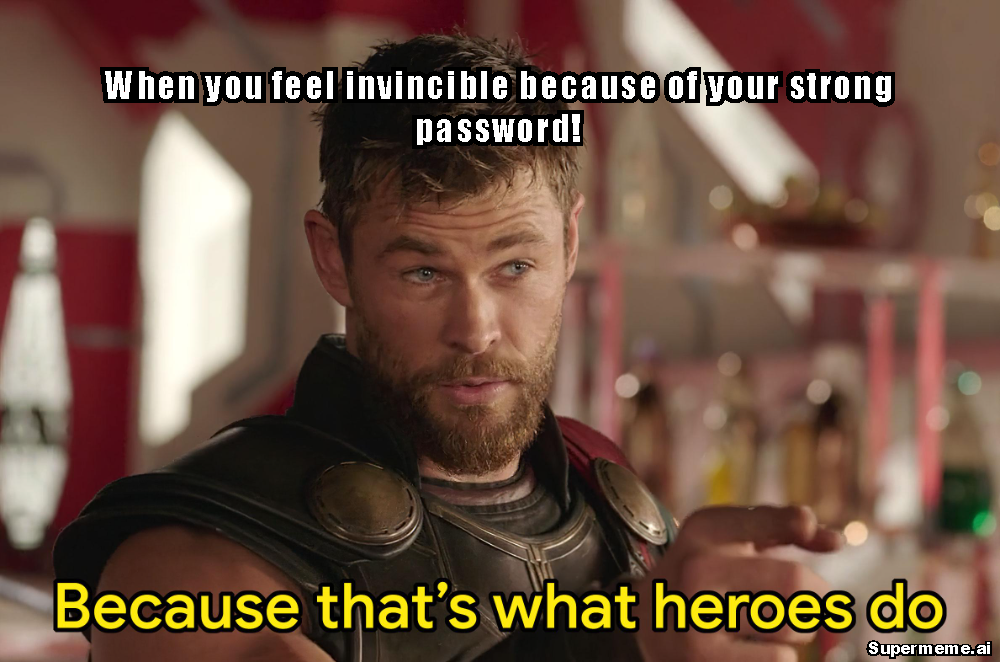 When you feel invincible because of your strong
password!
Because that's what heroes do
Supermeme.ai